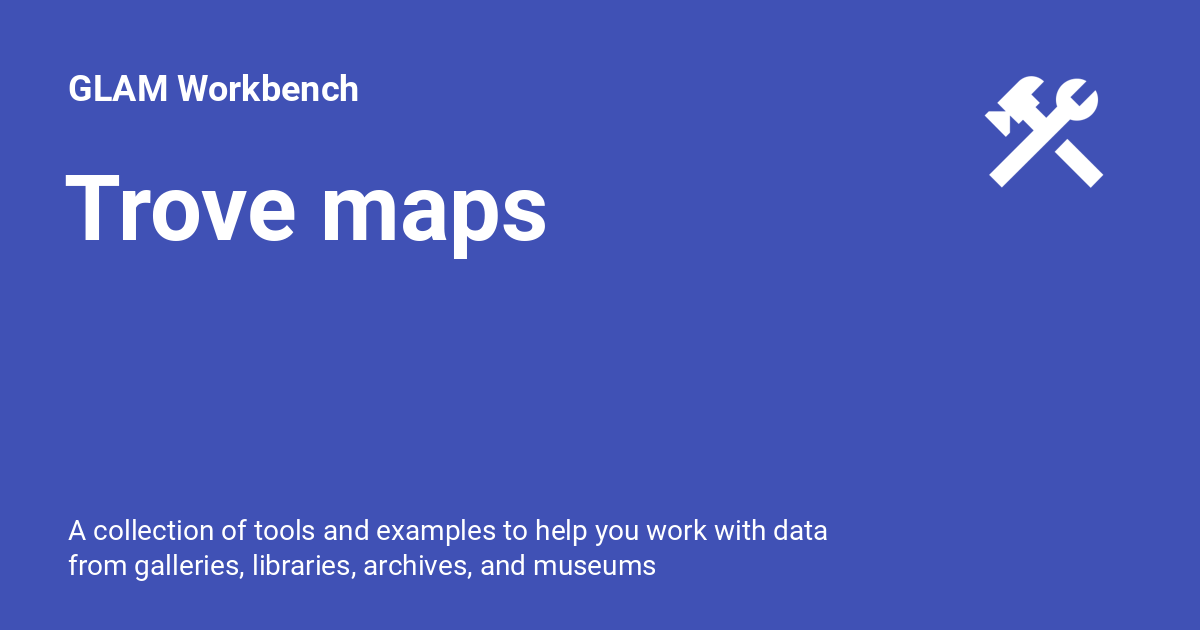 GLAM Workbench
Trove maps
A collection of tools and examples to help you work with data
from galleries, libraries, archives, and museums